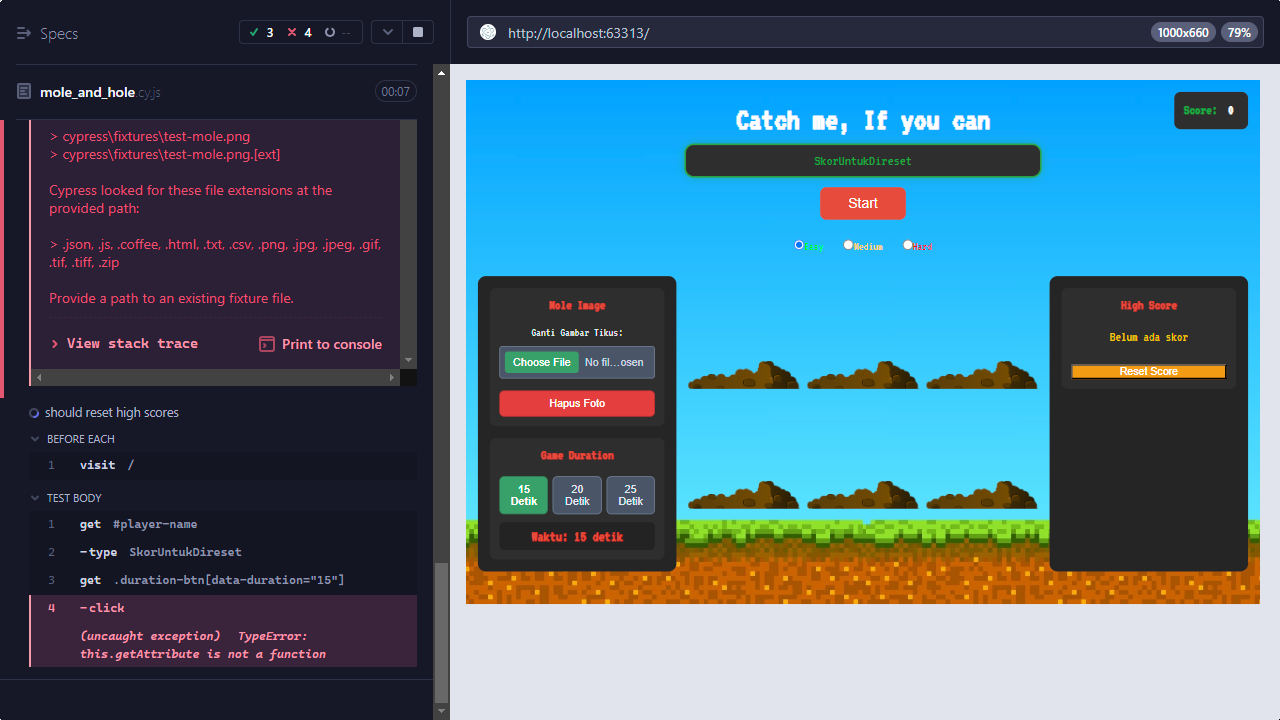 Specs
3
4
--
mole_and_hole.cy.js
00:07
> cypress\fixtures\test-mole.png
> cypress\fixtures\test-mole.png.[ext]
Cypress looked for these file extensions at the
provided path:
> .json, .js, .coffee, .html, .txt, .csv, .png, .jpg, .jpeg, .gif,
.tif, .tiff, .zip
Provide a path to an existing fixture file.
> View stack trace
Print to console
should reset high scores
BEFORE EACH
1 visit /
TEST BODY
1 get #player-name
2 -type SkorUntukDireset
3 get .duration-btn[data-duration="15"]
4 -click
(uncaught exception) TypeError:
this.getAttribute is not a function
http://localhost:63313/
1000x660
79%
Score: 0
Catch me, If you can
SkorUntukDireset
Start
Easy
Medium
Hard
Mole Image
Ganti Gambar Tikus:
Choose File No fil...osen
Hapus Foto
Game Duration
15
Detik
20
Detik
25
Detik
Waktu: 15 detik
High Score
Belum ada skor
Reset Score